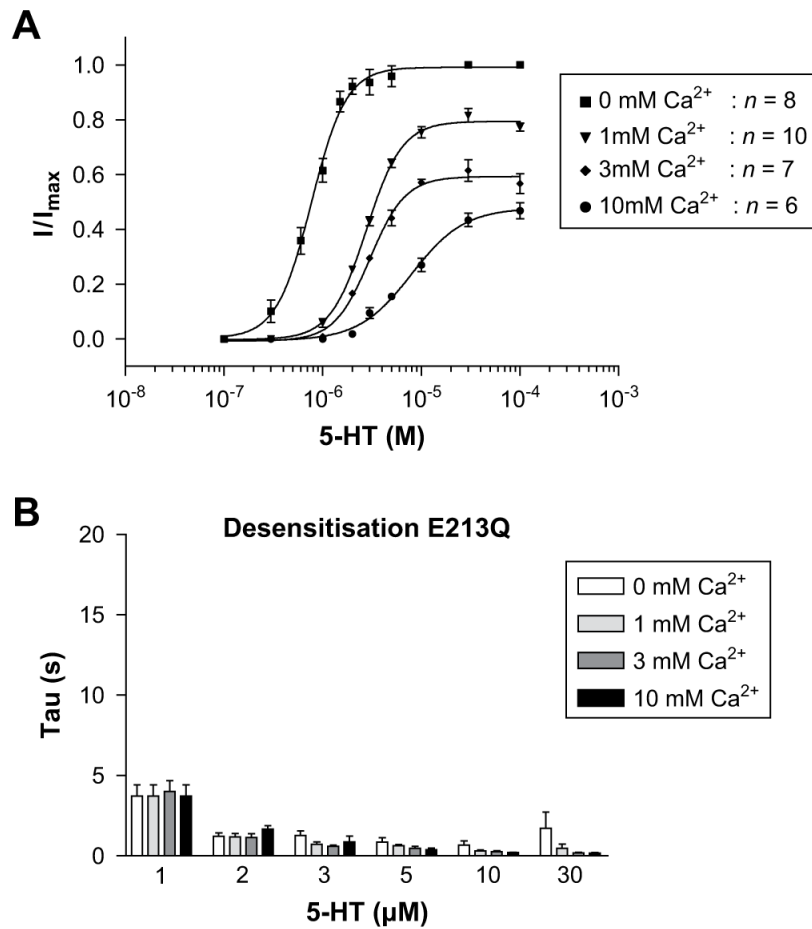 A
I/Imax
1.0
0.8
0.6
0.4
0.2
0.0
10⁻⁸ 10⁻⁷ 10⁻⁶ 10⁻⁵ 10⁻⁴ 10⁻³
5-HT (M)
0 mM Ca²⁺ : n = 8
1mM Ca²⁺ : n = 10
3mM Ca²⁺ : n = 7
10mM Ca²⁺ : n = 6
B
Desensitisation E213Q
Tau (s)
20
15
10
5
0
1 2 3 5 10 30
5-HT (µM)
0 mM Ca²⁺
1 mM Ca²⁺
3 mM Ca²⁺
10 mM Ca²⁺